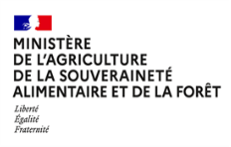 MINISTÈRE
DE L'AGRICULTURE
DE LA SOUVERAINETÉ
ALIMENTAIRE ET DE LA FORÊT
Liberté
Égalité
Fraternité